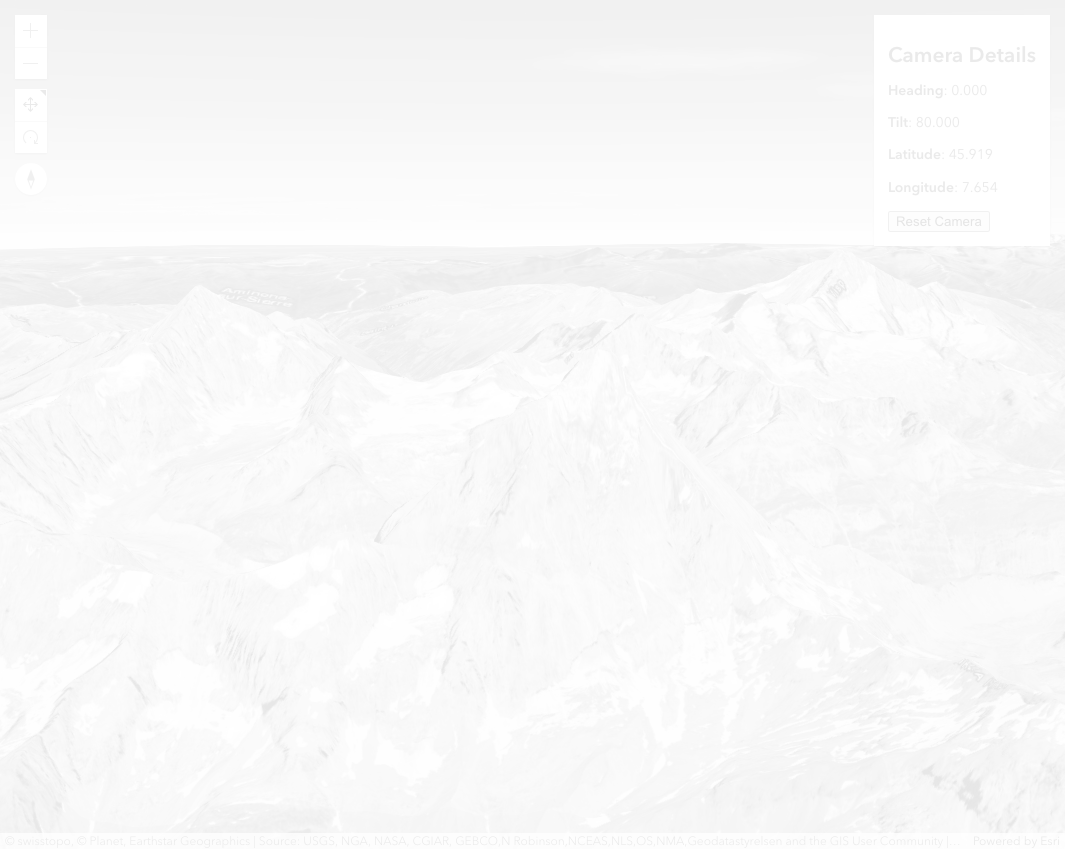 Camera Details
Heading: 0.000
Tilt: 80.000
Latitude: 45.919
Longitude: 7.654
Reset Camera
© swisstopo, © Planet, Earthstar Geographics | Source: USGS, NGA, NASA, CGIAR, GEBCO,N Robinson,NCEAS,NLS,OS,NMA,Geodatastyrelsen and the GIS User Community |
Powered by Esri